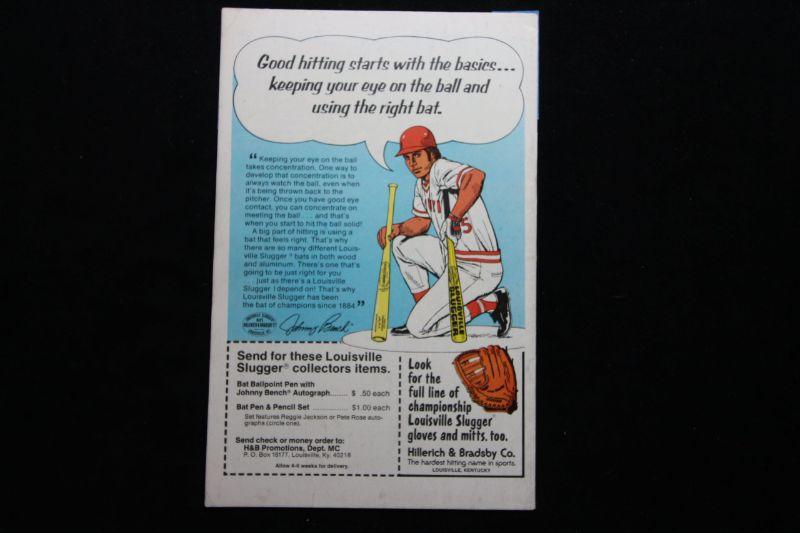 Good hitting starts with the basics...
keeping your eye on the ball and
using the right bat.
“Keeping your eye on the ball
takes concentration. One way to
develop that concentration is to
always watch the ball, even when
it's being thrown back to the
pitcher. Once you have good eye
contact, you can concentrate on
meeting the ball . . . and that's
when you start to hit the ball solid!
A big part of hitting is using a
bat that feels right. That's why
there are so many different Louis-
ville Slugger® bats in both wood
and aluminum. There's one that's
going to be just right for you
. . . just as there's a Louisville
Slugger I depend on! That's why
Louisville Slugger has been
the bat of champions since 1884.”
Johnny Bench
5
LOUISVILLE
SLUGGER
Send for these Louisville
Slugger® collectors items.
Bat Ballpoint Pen with
Johnny Bench® Autograph........ $ .50 each
Bat Pen & Pencil Set .................. $1.00 each
Set features Reggie Jackson or Pete Rose auto-
graphs (circle one).
Send check or money order to:
H&B Promotions, Dept. MC
P. O. Box 16177, Louisville, Ky. 40218
Allow 4-6 weeks for delivery.
Look
for the
full line of
championship
Louisville Slugger®
gloves and mitts, too.
Hillerich & Bradsby Co.
The hardest hitting name in sports.
LOUISVILLE, KENTUCKY